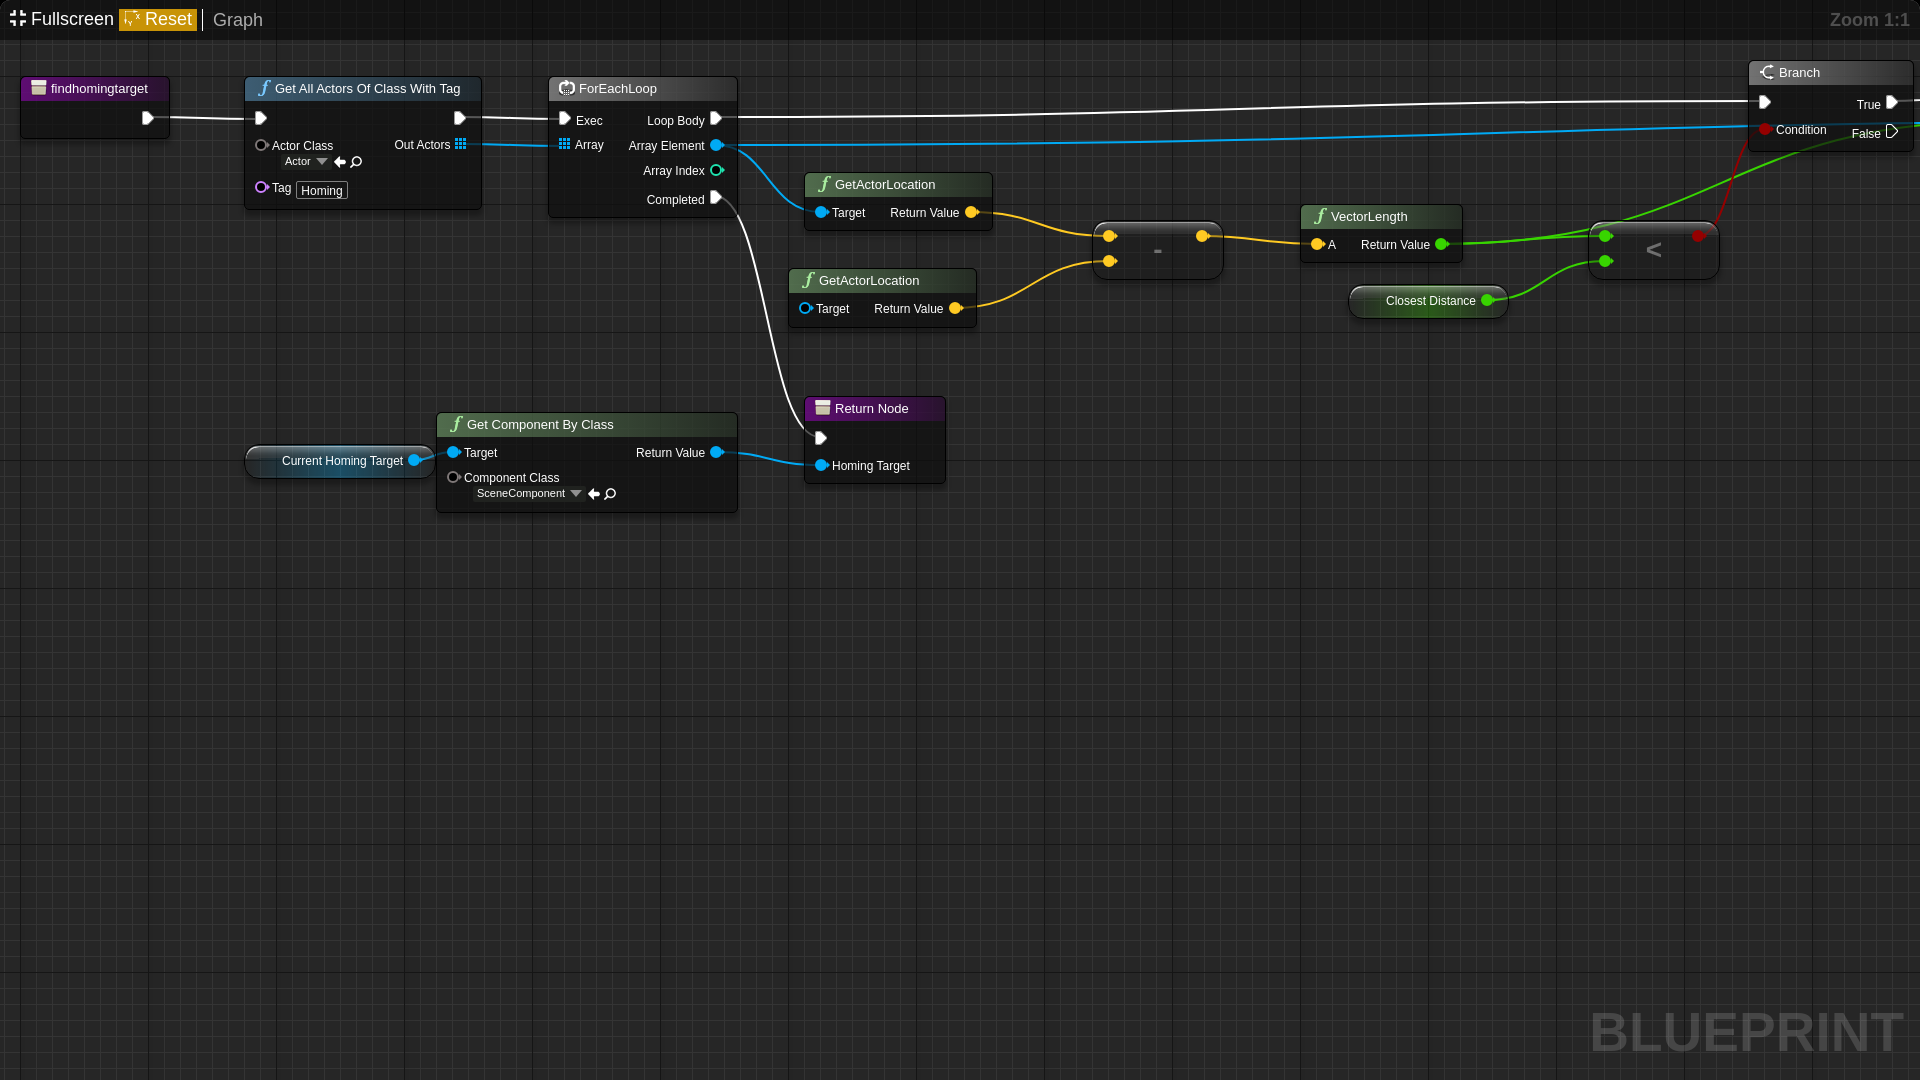 Fullscreen Reset Graph Zoom 1:1
findhomingtarget
Get All Actors Of Class With Tag
Actor Class
Actor
Out Actors
Tag Homing
ForEachLoop
Exec Loop Body
Array Array Element
Array Index
Completed
GetActorLocation
Target Return Value
GetActorLocation
Target Return Value
-
VectorLength
A Return Value
Closest Distance
<
Branch
True
Condition False
Current Homing Target
Get Component By Class
Target Return Value
Component Class
SceneComponent
Return Node
Homing Target
BLUEPRINT